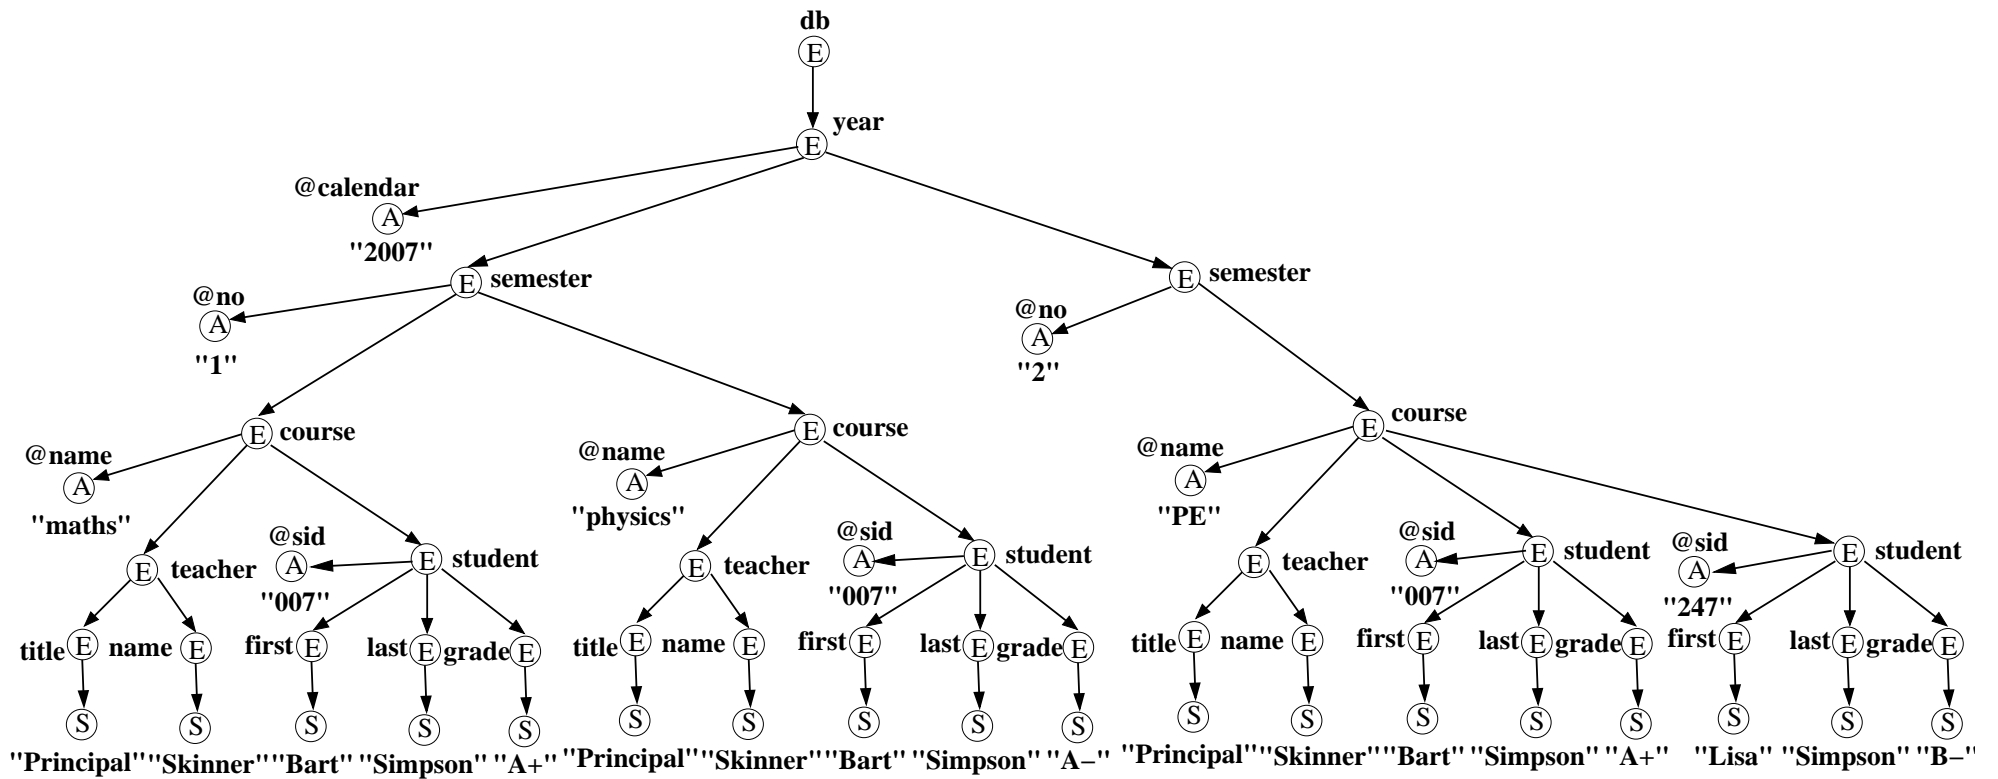 db
E
year
E
@calendar
A
"2007"
E semester
E semester
@no
A
"1"
@no
A
"2"
E course
E course
E course
@name
A
"maths"
@name
A
"physics"
@name
A
"PE"
E teacher
@sid
A
"007"
E student
E teacher
@sid
A
"007"
E student
E teacher
@sid
A
"007"
E student
@sid
A
"247"
E student
title E name E first E last E grade E title E name E first E last E grade E title E name E first E last E grade E first E last E grade E
S S S S S S S S S S S S S S S S S S
"Principal" "Skinner" "Bart" "Simpson" "A+" "Principal" "Skinner" "Bart" "Simpson" "A−" "Principal" "Skinner" "Bart" "Simpson" "A+" "Lisa" "Simpson" "B−"